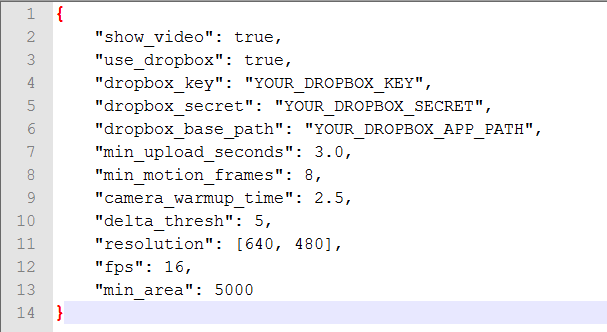 1 {
2 "show_video": true,
3 "use_dropbox": true,
4 "dropbox_key": "YOUR_DROPBOX_KEY",
5 "dropbox_secret": "YOUR_DROPBOX_SECRET",
6 "dropbox_base_path": "YOUR_DROPBOX_APP_PATH",
7 "min_upload_seconds": 3.0,
8 "min_motion_frames": 8,
9 "camera_warmup_time": 2.5,
10 "delta_thresh": 5,
11 "resolution": [640, 480],
12 "fps": 16,
13 "min_area": 5000
14 }